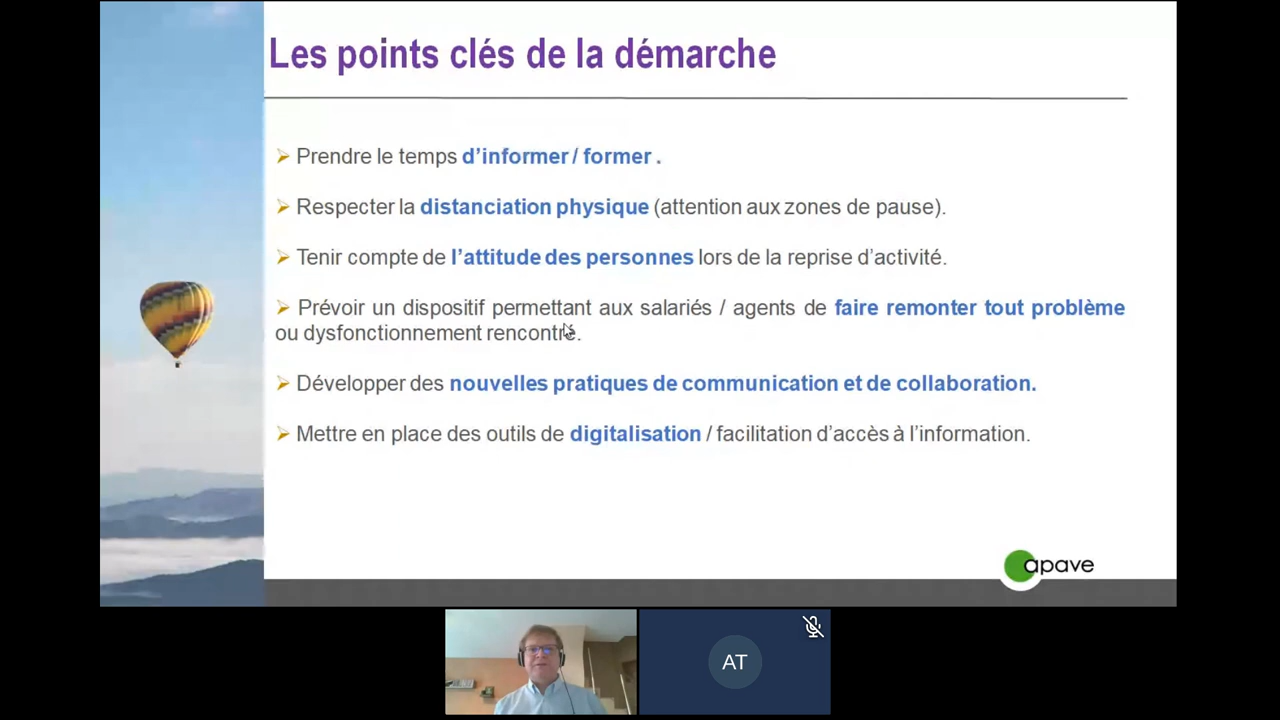 Les points clés de la démarche
Prendre le temps d’informer / former .
Respecter la distanciation physique (attention aux zones de pause).
Tenir compte de l’attitude des personnes lors de la reprise d’activité.
Prévoir un dispositif permettant aux salariés / agents de faire remonter tout problème
ou dysfonctionnement rencontré.
Développer des nouvelles pratiques de communication et de collaboration.
Mettre en place des outils de digitalisation / facilitation d’accès à l’information.
apave
AT